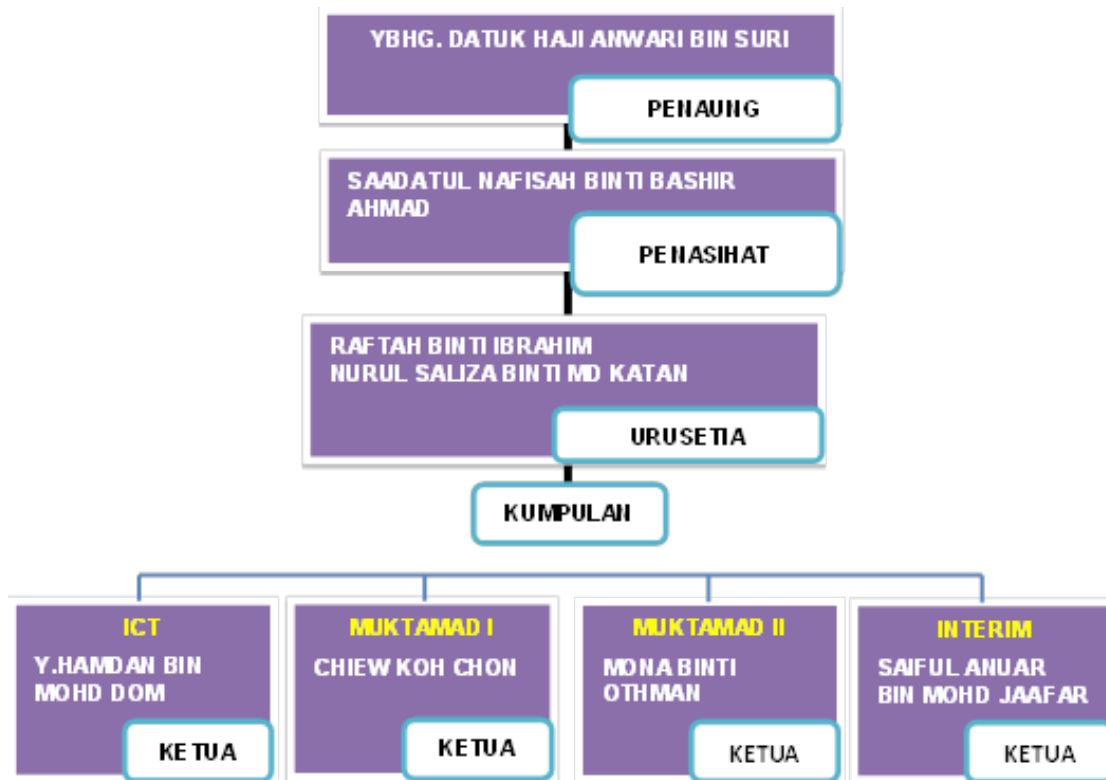 YBHG. DATUK HAJI ANWARI BIN SURI
PENAUNG
SAADATUL NAFISAH BINTI BASHIR
AHMAD
PENASIHAT
RAFTAH BINTI IBRAHIM
NURUL SALIZA BINTI MD KATAN
URUSETIA
KUMPULAN
ICT
Y.HAMDAN BIN
MOHD DOM
KETUA
MUKTAMAD I
CHIEW KOH CHON
KETUA
MUKTAMAD II
MONA BINTI
OTHMAN
KETUA
INTERIM
SAIFUL ANUAR
BIN MOHD JAAFAR
KETUA